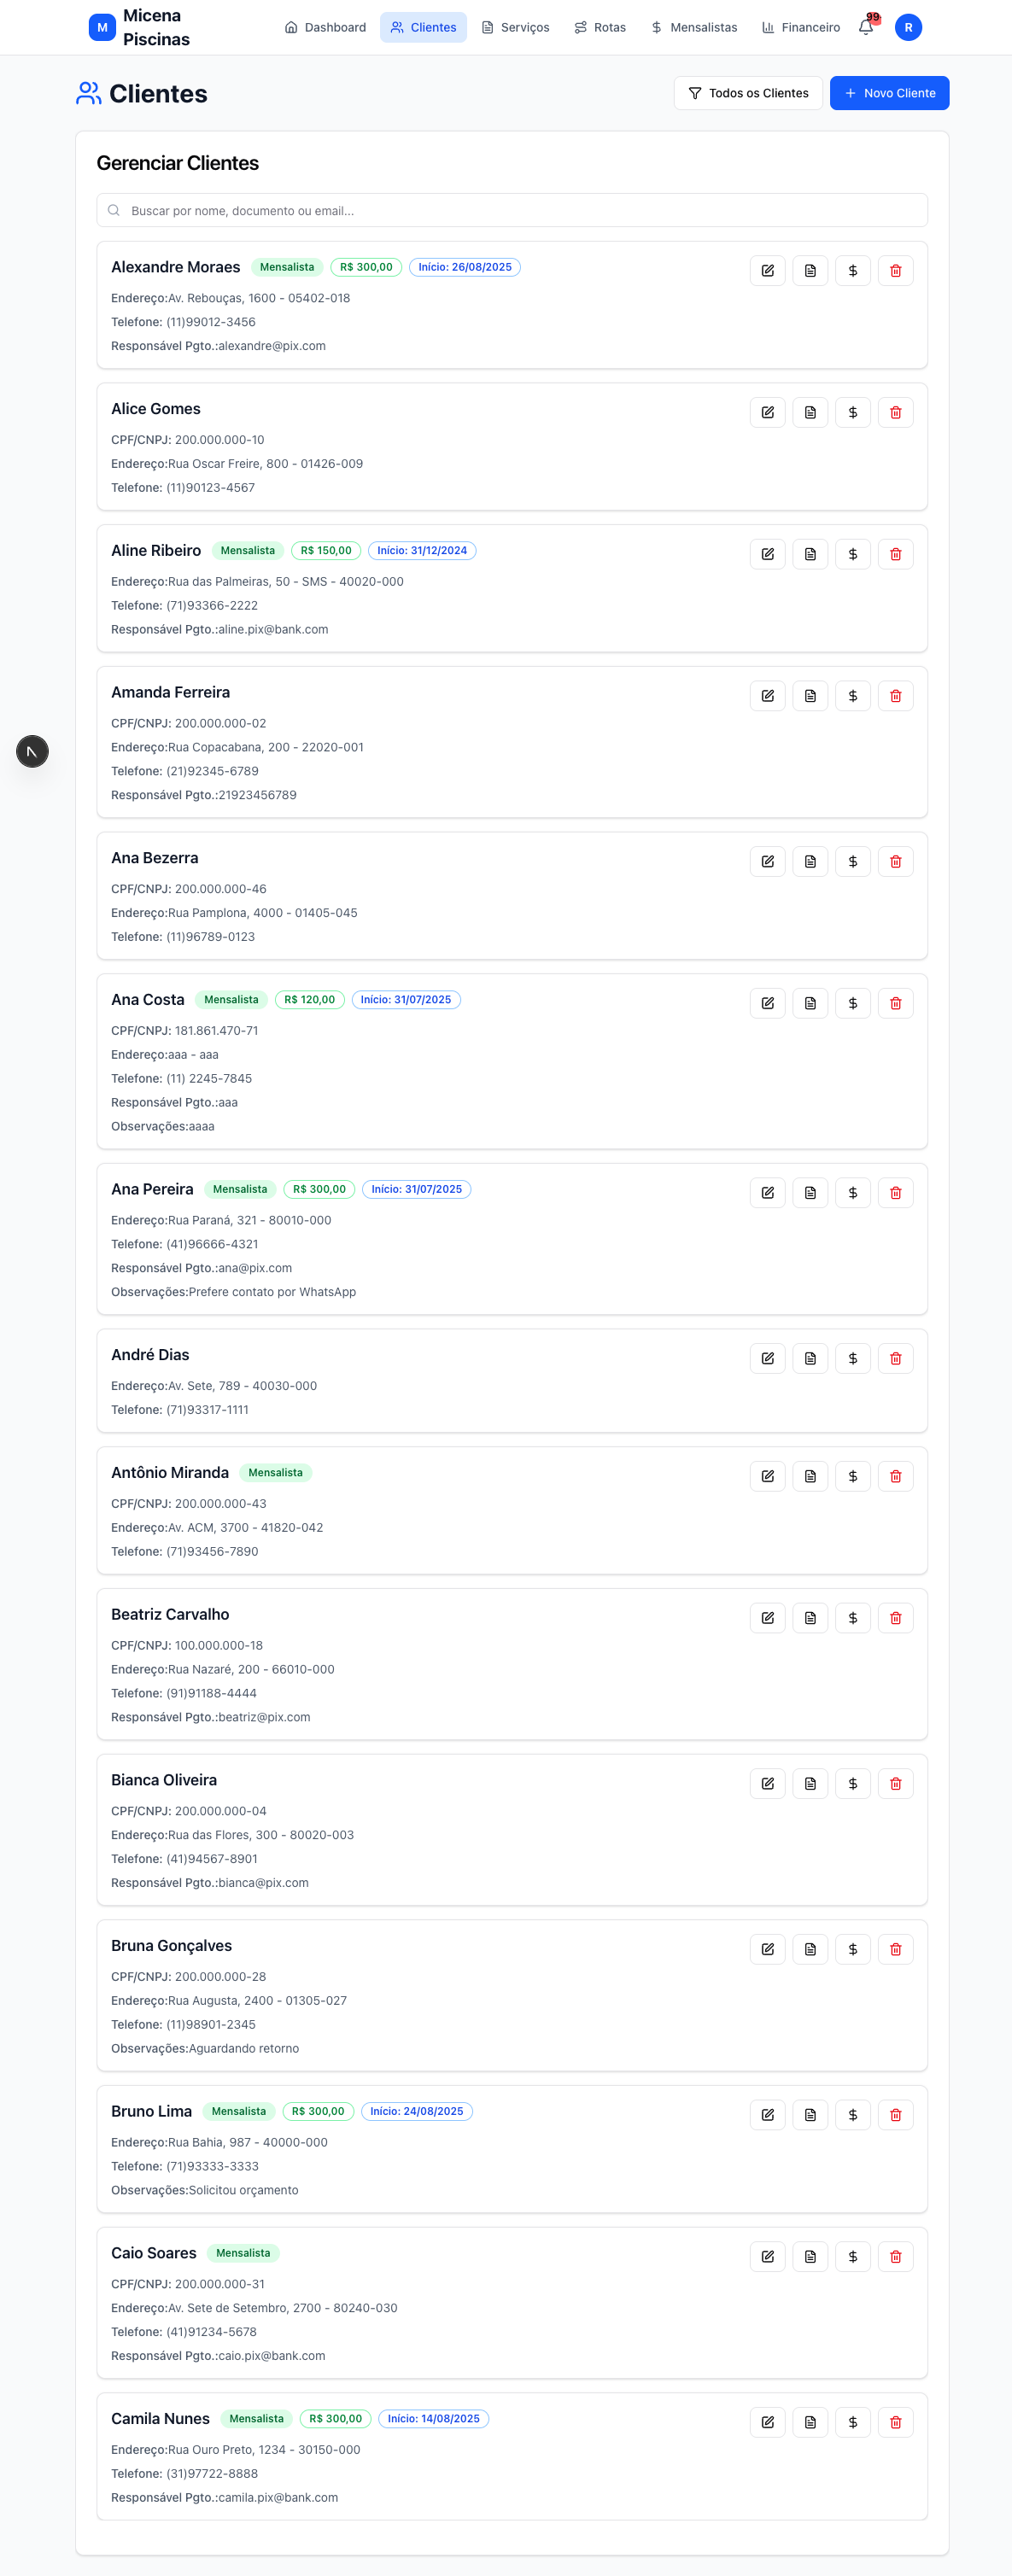 M Micena Piscinas Dashboard Clientes Serviços Rotas Mensalistas Financeiro 99 R
Clientes Todos os Clientes Novo Cliente
Gerenciar Clientes
Buscar por nome, documento ou email...
Alexandre Moraes Mensalista R$ 300,00 Início: 26/08/2025
Endereço:Av. Rebouças, 1600 - 05402-018
Telefone: (11)99012-3456
Responsável Pgto.:alexandre@pix.com
Alice Gomes
CPF/CNPJ: 200.000.000-10
Endereço:Rua Oscar Freire, 800 - 01426-009
Telefone: (11)90123-4567
Aline Ribeiro Mensalista R$ 150,00 Início: 31/12/2024
Endereço:Rua das Palmeiras, 50 - SMS - 40020-000
Telefone: (71)93366-2222
Responsável Pgto.:aline.pix@bank.com
Amanda Ferreira
CPF/CNPJ: 200.000.000-02
Endereço:Rua Copacabana, 200 - 22020-001
Telefone: (21)92345-6789
Responsável Pgto.:21923456789
Ana Bezerra
CPF/CNPJ: 200.000.000-46
Endereço:Rua Pamplona, 4000 - 01405-045
Telefone: (11)96789-0123
Ana Costa Mensalista R$ 120,00 Início: 31/07/2025
CPF/CNPJ: 181.861.470-71
Endereço:aaa - aaa
Telefone: (11) 2245-7845
Responsável Pgto.:aaa
Observações:aaaa
Ana Pereira Mensalista R$ 300,00 Início: 31/07/2025
Endereço:Rua Paraná, 321 - 80010-000
Telefone: (41)96666-4321
Responsável Pgto.:ana@pix.com
Observações:Prefere contato por WhatsApp
André Dias
Endereço:Av. Sete, 789 - 40030-000
Telefone: (71)93317-1111
Antônio Miranda Mensalista
CPF/CNPJ: 200.000.000-43
Endereço:Av. ACM, 3700 - 41820-042
Telefone: (71)93456-7890
Beatriz Carvalho
CPF/CNPJ: 100.000.000-18
Endereço:Rua Nazaré, 200 - 66010-000
Telefone: (91)91188-4444
Responsável Pgto.:beatriz@pix.com
Bianca Oliveira
CPF/CNPJ: 200.000.000-04
Endereço:Rua das Flores, 300 - 80020-003
Telefone: (41)94567-8901
Responsável Pgto.:bianca@pix.com
Bruna Gonçalves
CPF/CNPJ: 200.000.000-28
Endereço:Rua Augusta, 2400 - 01305-027
Telefone: (11)98901-2345
Observações:Aguardando retorno
Bruno Lima Mensalista R$ 300,00 Início: 24/08/2025
Endereço:Rua Bahia, 987 - 40000-000
Telefone: (71)93333-3333
Observações:Solicitou orçamento
Caio Soares Mensalista
CPF/CNPJ: 200.000.000-31
Endereço:Av. Sete de Setembro, 2700 - 80240-030
Telefone: (41)91234-5678
Responsável Pgto.:caio.pix@bank.com
Camila Nunes Mensalista R$ 300,00 Início: 14/08/2025
Endereço:Rua Ouro Preto, 1234 - 30150-000
Telefone: (31)97722-8888
Responsável Pgto.:camila.pix@bank.com